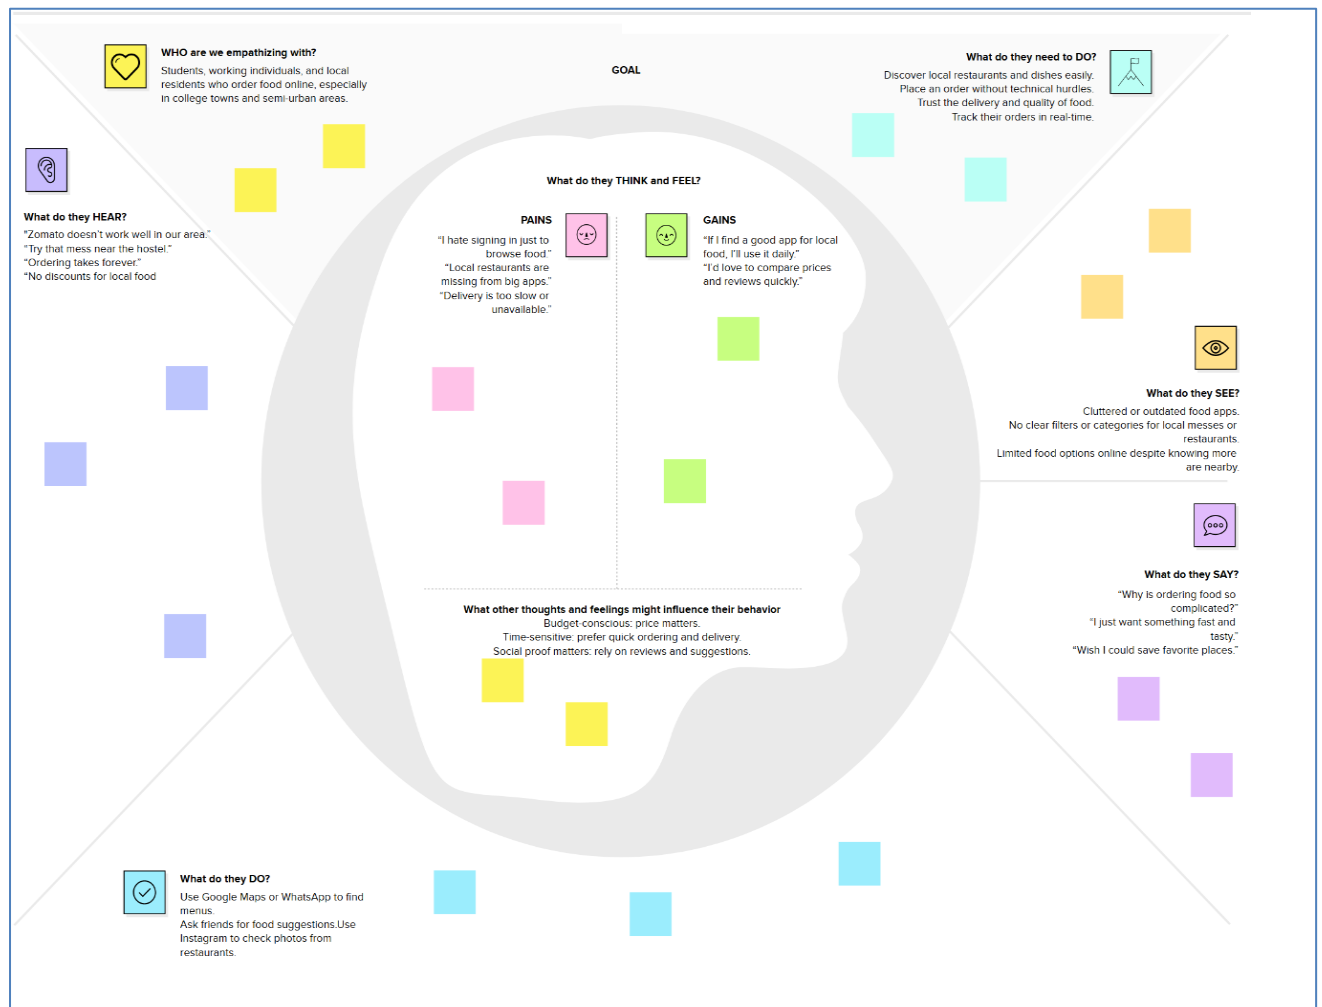 WHO are we empathizing with?
Students, working individuals, and local
residents who order food online, especially
in college towns and semi-urban areas.
GOAL
What do they need to DO?
Discover local restaurants and dishes easily.
Place an order without technical hurdles.
Trust the delivery and quality of food.
Track their orders in real-time.
What do they HEAR?
"Zomato doesn't work well in our area."
"Try that mess near the hostel."
"Ordering takes forever."
"No discounts for local food
What do they THINK and FEEL?
PAINS
"I hate signing in just to
browse food."
"Local restaurants are
missing from big apps."
"Delivery is too slow or
unavailable."
GAINS
"If I find a good app for local
food, I'll use it daily."
"I'd love to compare prices
and reviews quickly."
What do they SEE?
Cluttered or outdated food apps.
No clear filters or categories for local messes or
restaurants.
Limited food options online despite knowing more
are nearby.
What do they SAY?
"Why is ordering food so
complicated?"
"I just want something fast and
tasty."
"Wish I could save favorite places."
What other thoughts and feelings might influence their behavior
Budget-conscious: price matters.
Time-sensitive: prefer quick ordering and delivery.
Social proof matters: rely on reviews and suggestions.
What do they DO?
Use Google Maps or WhatsApp to find
menus.
Ask friends for food suggestions.Use
Instagram to check photos from
restaurants.